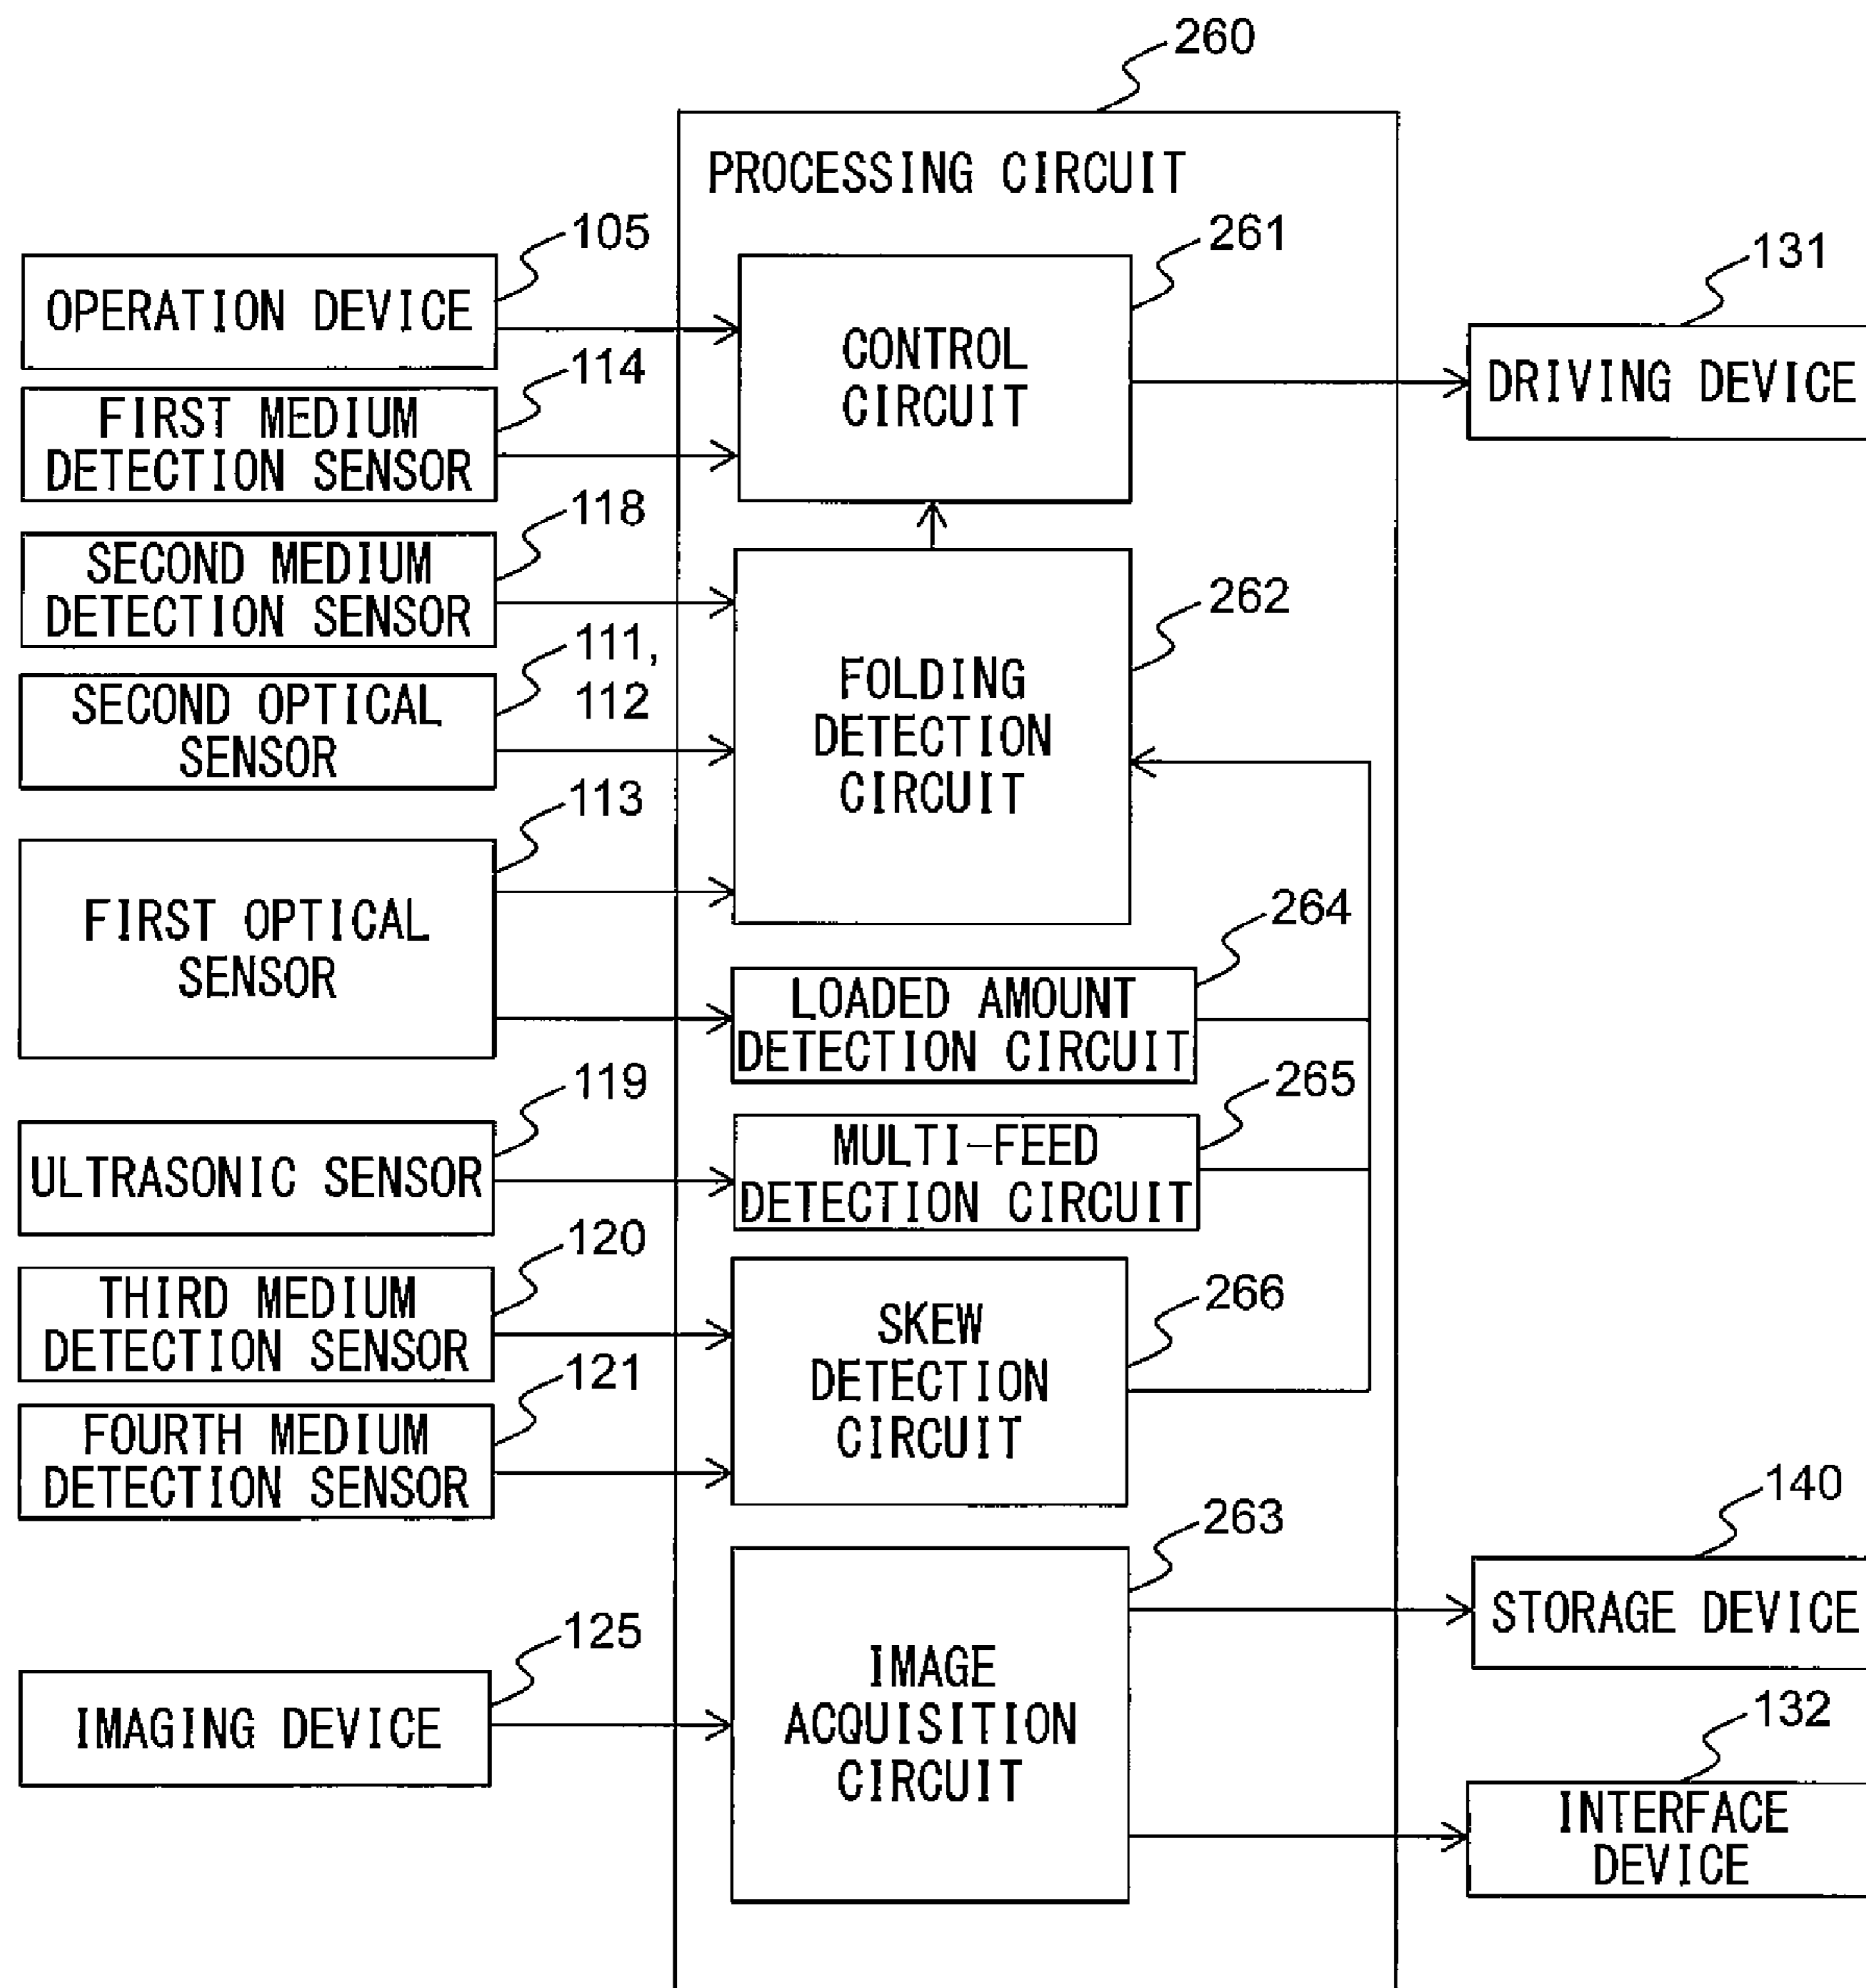 260
PROCESSING CIRCUIT
105
OPERATION DEVICE
261
CONTROL
CIRCUIT
131
DRIVING DEVICE
114
FIRST MEDIUM
DETECTION SENSOR
118
SECOND MEDIUM
DETECTION SENSOR
262
FOLDING
DETECTION
CIRCUIT
111,
112
SECOND OPTICAL
SENSOR
113
FIRST OPTICAL
SENSOR
264
LOADED AMOUNT
DETECTION CIRCUIT
119
ULTRASONIC SENSOR
265
MULTI-FEED
DETECTION CIRCUIT
120
THIRD MEDIUM
DETECTION SENSOR
266
SKEW
DETECTION
CIRCUIT
121
FOURTH MEDIUM
DETECTION SENSOR
263
IMAGE
ACQUISITION
CIRCUIT
140
STORAGE DEVICE
125
IMAGING DEVICE
132
INTERFACE
DEVICE